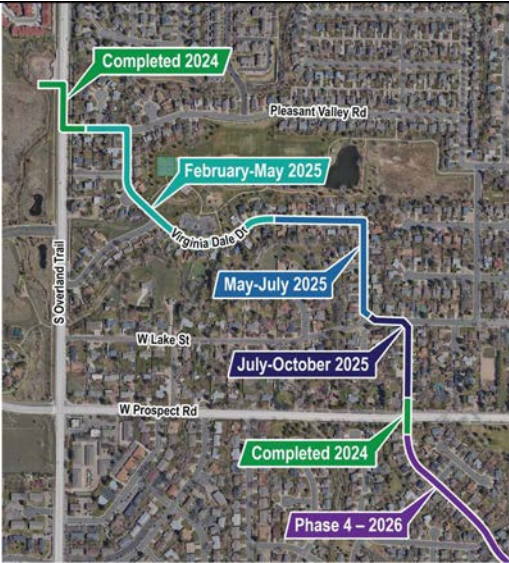 Completed 2024
Pleasant Valley Rd
February-May 2025
Virginia Dale Dr
S Overland Trail
May-July 2025
W Lake St
July-October 2025
W Prospect Rd
Completed 2024
Phase 4 – 2026